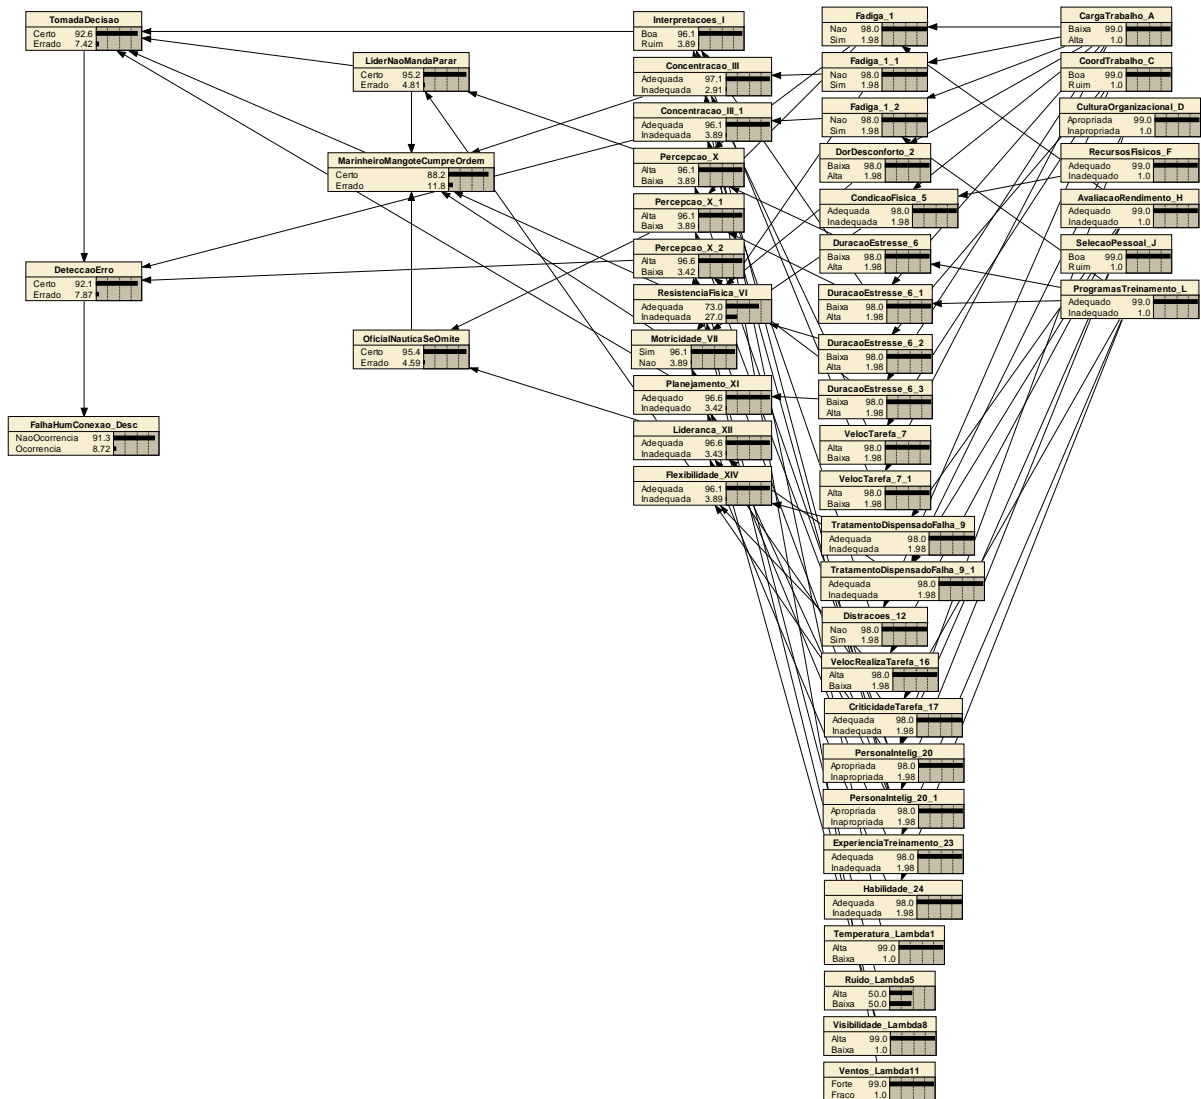 TomadaDecisao
Certo 92.6
Errado 7.42
DeteccaoErro
Certo 92.1
Errado 7.87
FalhaHumConexao_Desc
NaoOcorrencia 91.3
Ocorrencia 8.72
LiderNaoMandaParar
Certo 95.2
Errado 4.81
MarinheiroMangoteCumpreOrdem
Certo 88.2
Errado 11.8
OficialNauticaSeOmite
Certo 95.4
Errado 4.59
Interpretacoes_I
Boa 96.1
Ruim 3.89
Concentracao_III
Adequada 97.1
Inadequada 2.91
Concentracao_III_1
Adequada 96.1
Inadequada 3.89
Percepcao_X
Alta 96.1
Baixa 3.89
Percepcao_X_1
Alta 96.1
Baixa 3.89
Percepcao_X_2
Alta 96.6
Baixa 3.42
ResistenciaFisica_VI
Adequada 73.0
Inadequada 27.0
Motricidade_VII
Sim 96.1
Nao 3.89
Planejamento_XI
Adequado 96.6
Inadequado 3.42
Lideranca_XII
Adequada 96.6
Inadequada 3.43
Flexibilidade_XIV
Adequada 96.1
Inadequada 3.89
Fadiga_1
Nao 98.0
Sim 1.98
Fadiga_1_1
Nao 98.0
Sim 1.98
Fadiga_1_2
Nao 98.0
Sim 1.98
DorDesconforto_2
Baixa 98.0
Alta 1.98
CondicaoFisica_5
Adequada 98.0
Inadequada 1.98
DuracaoEstresse_6
Baixa 98.0
Alta 1.98
DuracaoEstresse_6_1
Baixa 98.0
Alta 1.98
DuracaoEstresse_6_2
Baixa 98.0
Alta 1.98
DuracaoEstresse_6_3
Baixa 98.0
Alta 1.98
VelocTarefa_7
Alta 98.0
Baixa 1.98
VelocTarefa_7_1
Alta 98.0
Baixa 1.98
TratamentoDispensadoFalha_9
Adequada 98.0
Inadequada 1.98
TratamentoDispensadoFalha_9_1
Adequada 98.0
Inadequada 1.98
Distracoes_12
Nao 98.0
Sim 1.98
VelocRealizaTarefa_16
Alta 98.0
Baixa 1.98
CriticidadeTarefa_17
Adequada 98.0
Inadequada 1.98
PersonaIntelig_20
Apropriada 98.0
Inapropriada 1.98
PersonaIntelig_20_1
Apropriada 98.0
Inapropriada 1.98
ExperienciaTreinamento_23
Adequada 98.0
Inadequada 1.98
Habilidade_24
Adequada 98.0
Inadequada 1.98
Temperatura_Lambda1
Alta 99.0
Baixa 1.0
Ruido_Lambda5
Alta 50.0
Baixa 50.0
Visibilidade_Lambda8
Alta 99.0
Baixa 1.0
Ventos_Lambda11
Forte 99.0
Fraco 1.0
CargaTrabalho_A
Baixa 99.0
Alta 1.0
CoordTrabalho_C
Boa 99.0
Ruim 1.0
CulturaOrganizacional_D
Apropriada 99.0
Inapropriada 1.0
RecursosFisicos_F
Adequado 99.0
Inadequado 1.0
AvaliacaoRendimento_H
Adequada 99.0
Inadequada 1.0
SelecaoPessoal_J
Boa 99.0
Ruim 1.0
ProgramasTreinamento_L
Adequado 99.0
Inadequado 1.0